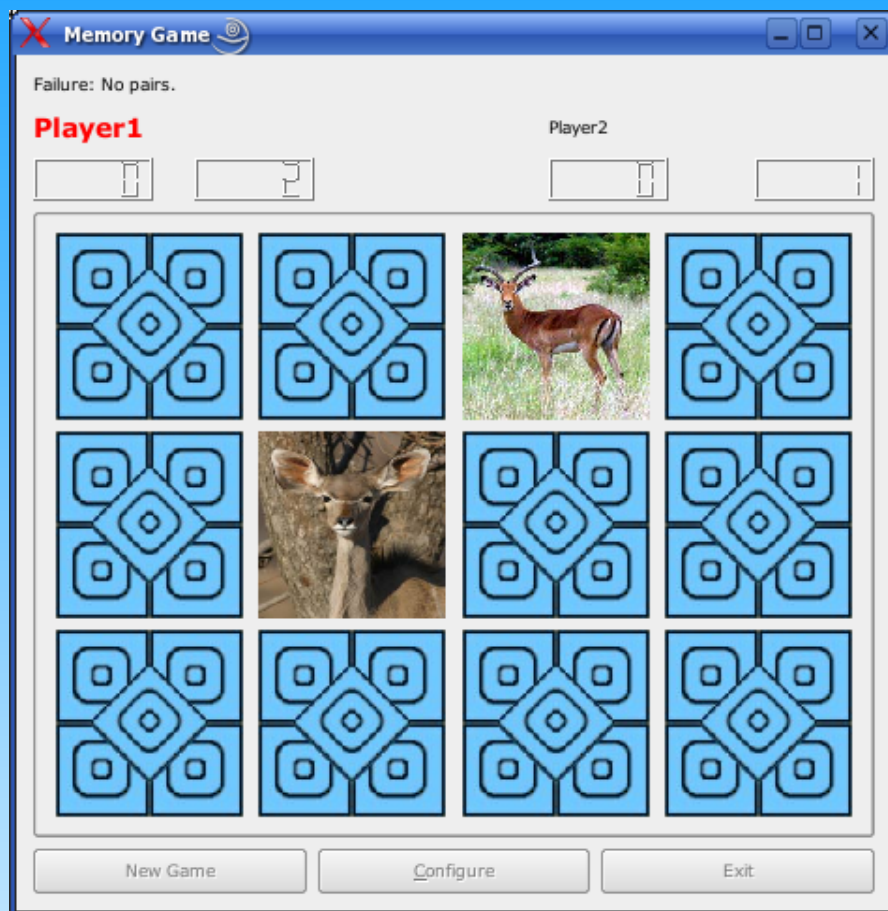 Memory Game
Failure: No pairs.
Player1 Player2
0 2 0 1
New Game Configure Exit